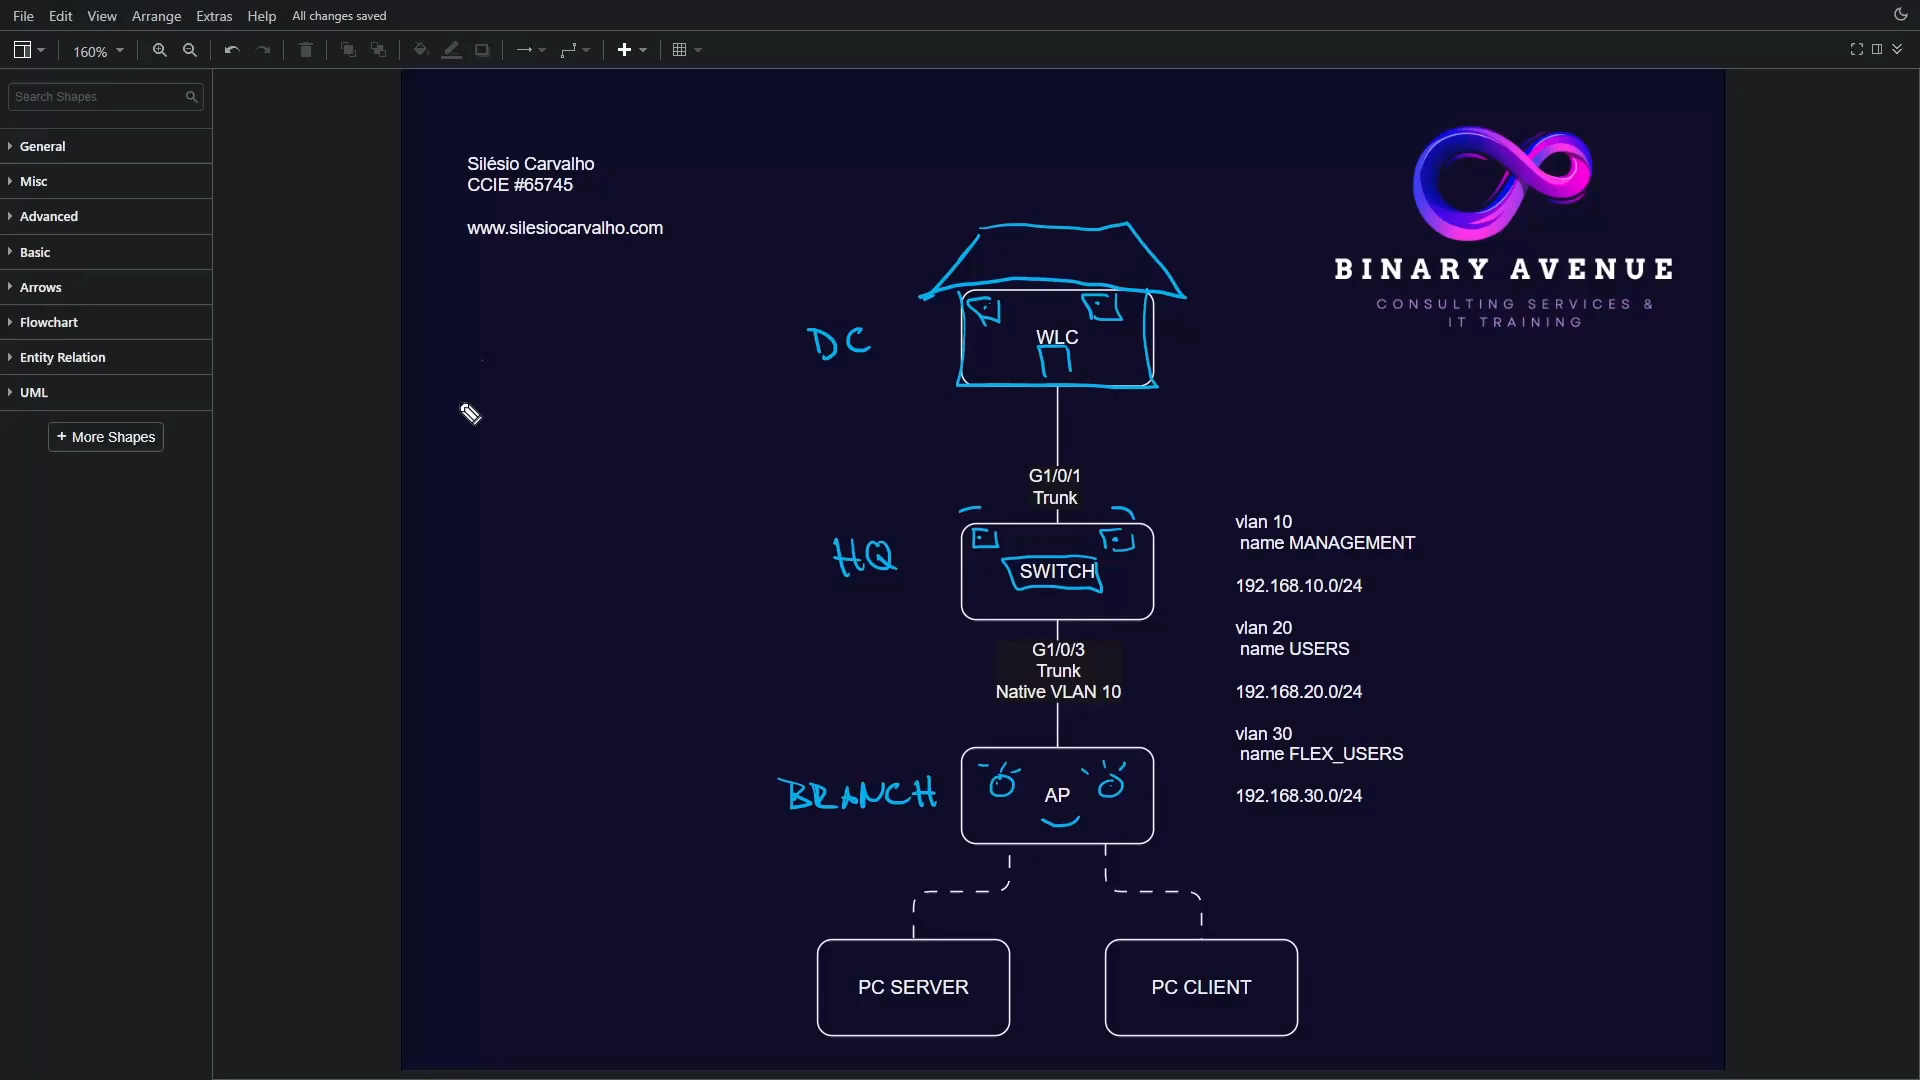 File Edit View Arrange Extras Help All changes saved
160%
Search Shapes
General
Misc
Advanced
Basic
Arrows
Flowchart
Entity Relation
UML
+ More Shapes
Silésio Carvalho
CCIE #65745
www.silesiocarvalho.com
BINARY AVENUE
CONSULTING SERVICES &
IT TRAINING
DC
WLC
G1/0/1
Trunk
HQ
SWITCH
G1/0/3
Trunk
Native VLAN 10
BRANCH
AP
PC SERVER
PC CLIENT
vlan 10
name MANAGEMENT
192.168.10.0/24
vlan 20
name USERS
192.168.20.0/24
vlan 30
name FLEX_USERS
192.168.30.0/24